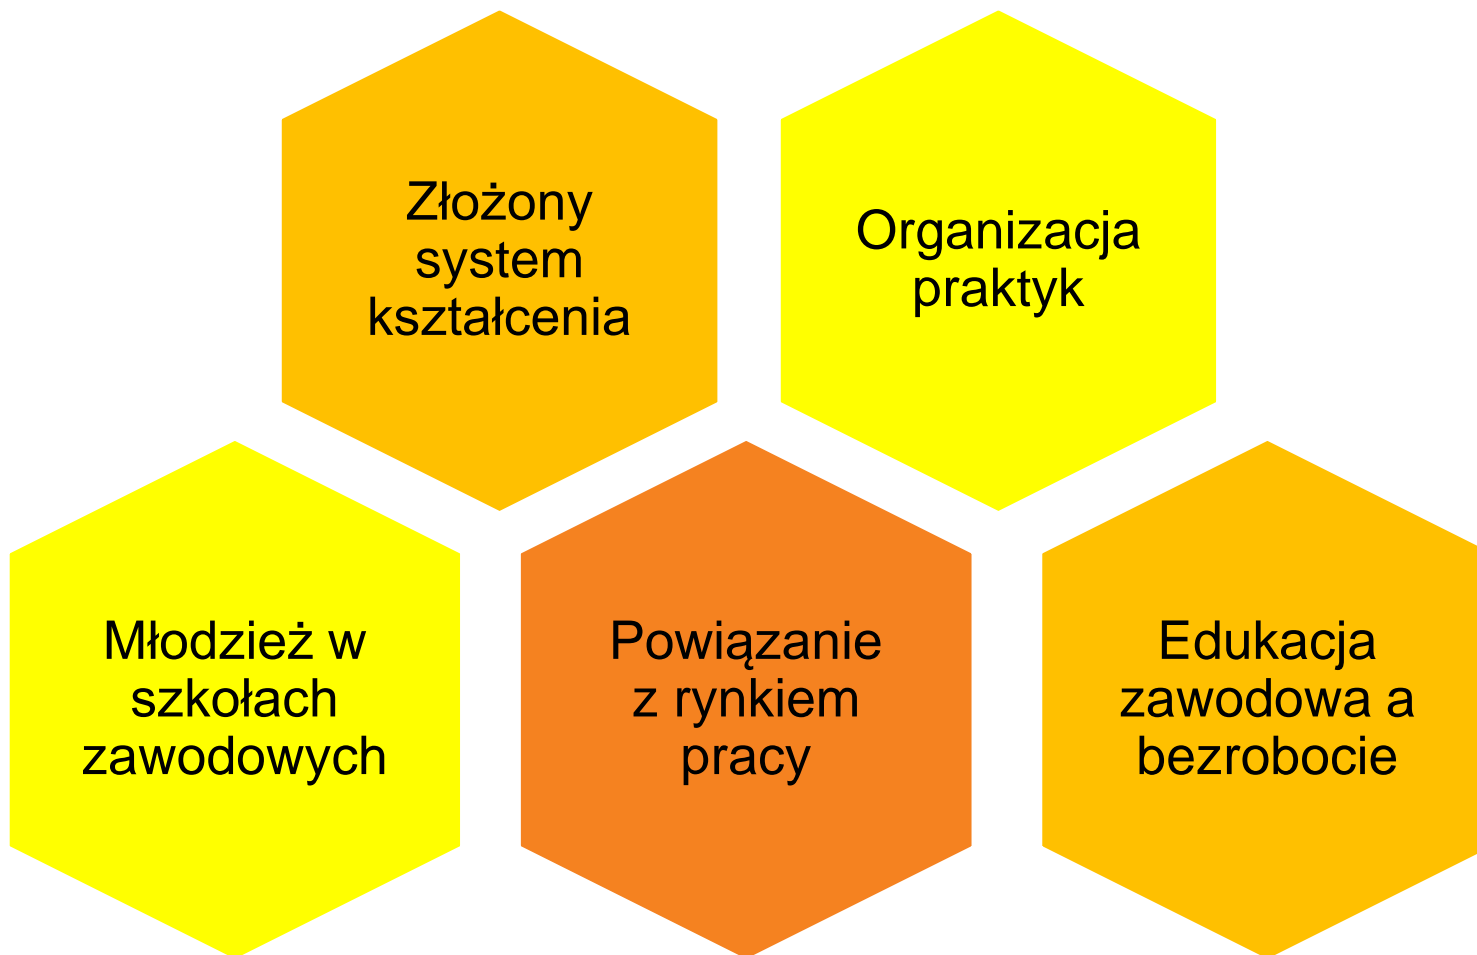 Złożony
system
kształcenia
Organizacja
praktyk
Młodzież w
szkołach
zawodowych
Powiązanie
z rynkiem
pracy
Edukacja
zawodowa a
bezrobocie